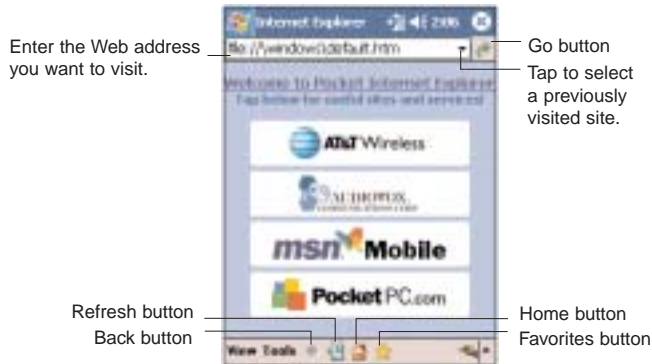 Internet Explorer 2:06
Enter the Web address
you want to visit.
file://\windows\default.htm
Go button
Tap to select
a previously
visited site.
Welcome to Pocket Internet Explorer
Tap below for useful sites and services!
AT&T Wireless
AUDIOVOX
msn Mobile
Pocket PC.com
Refresh button
Back button
Home button
Favorites button
View Tools